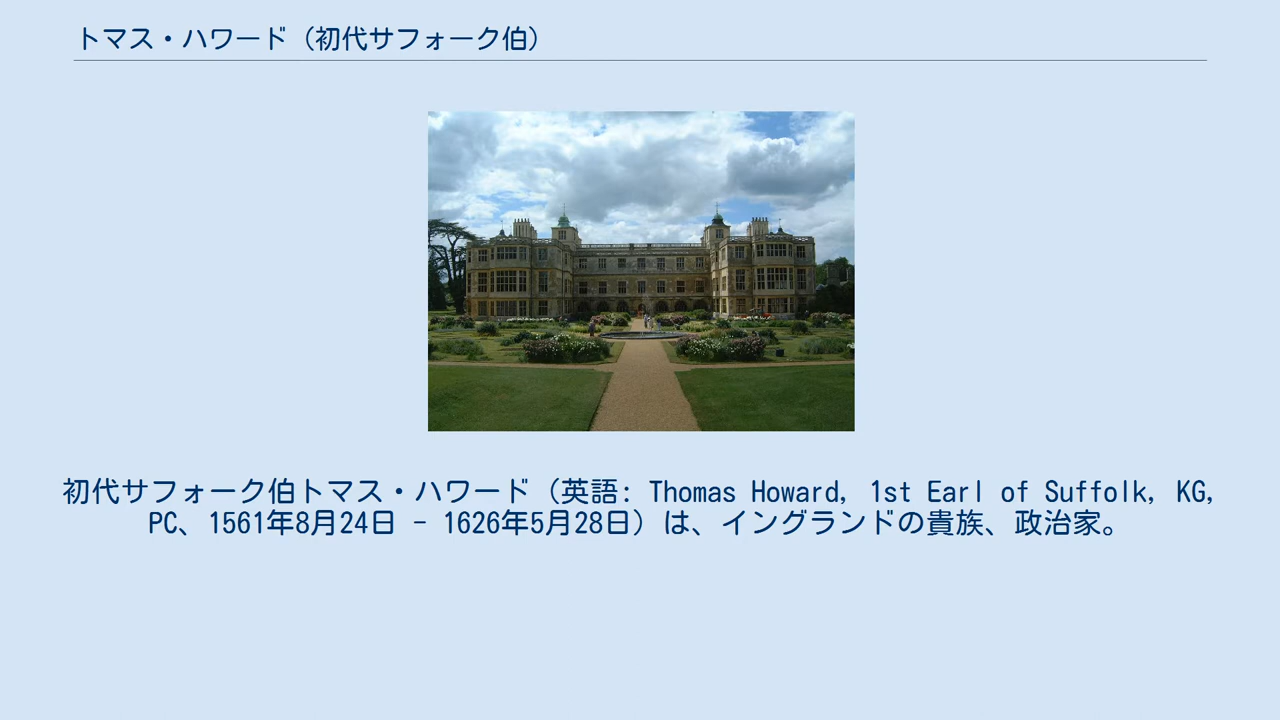 トマス・ハワード（初代サフォーク伯）
初代サフォーク伯トマス・ハワード（英語: Thomas Howard, 1st Earl of Suffolk, KG,
PC、1561年8月24日 - 1626年5月28日）は、イングランドの貴族、政治家。